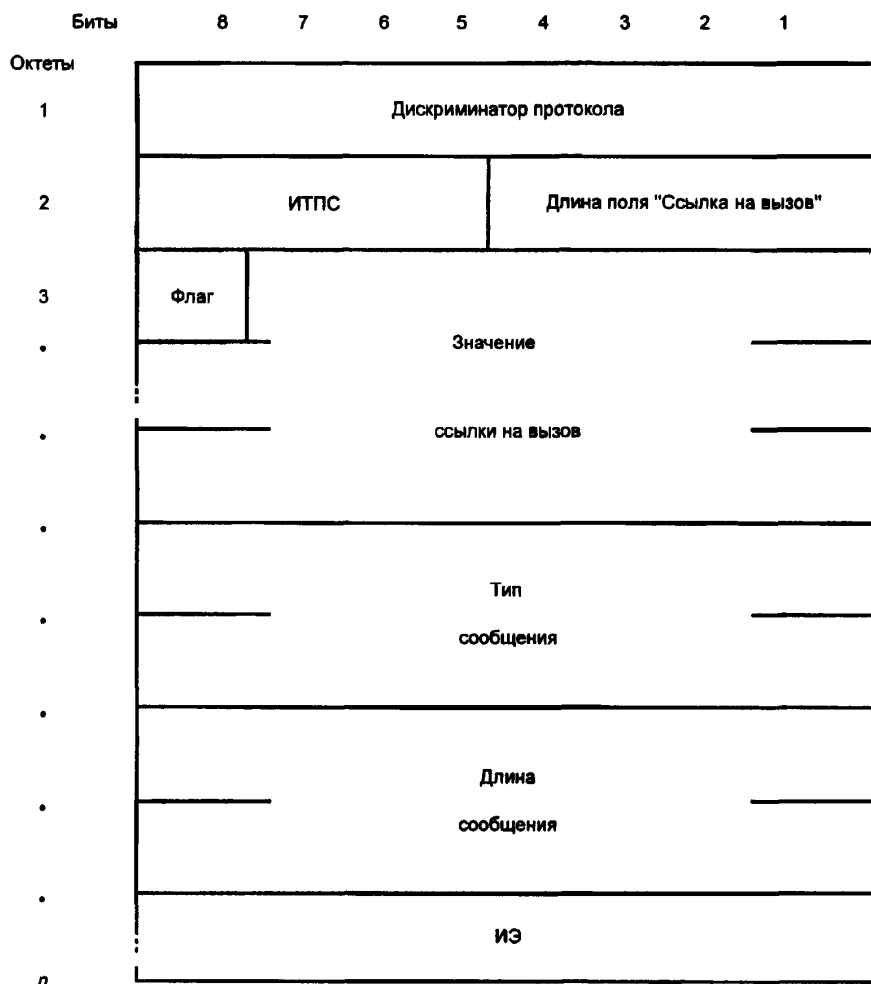 Биты 8 7 6 5 4 3 2 1
Октеты
1 Дискриминатор протокола
2 ИТПС Длина поля "Ссылка на вызов"
3 Флаг
• Значение
• ссылки на вызов
•
Тип
• сообщения
•
Длина
• сообщения
•
ИЭ
n